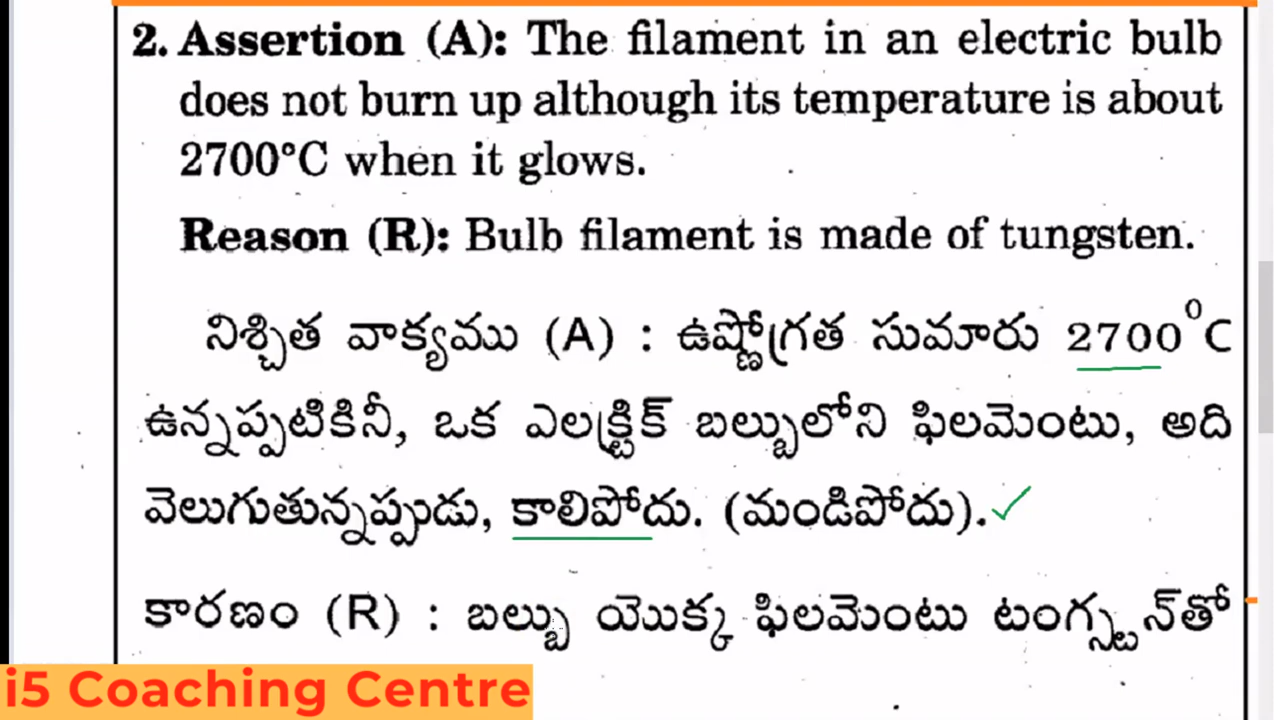 2. Assertion (A): The filament in an electric bulb
does not burn up although its temperature is about
2700°C when it glows.
Reason (R): Bulb filament is made of tungsten.
నిశ్చిత వాక్యము (A) : ఉష్ణోగ్రత సుమారు 2700⁰C
ఉన్నప్పటికినీ, ఒక ఎలక్ట్రిక్ బల్బులోని ఫిలమెంటు, అది
వెలుగుతున్నప్పుడు, కాలిపోదు. (మండిపోదు).
కారణం (R) : బల్బు యొక్క ఫిలమెంటు టంగ్స్టన్‌తో
i5 Coaching Centre